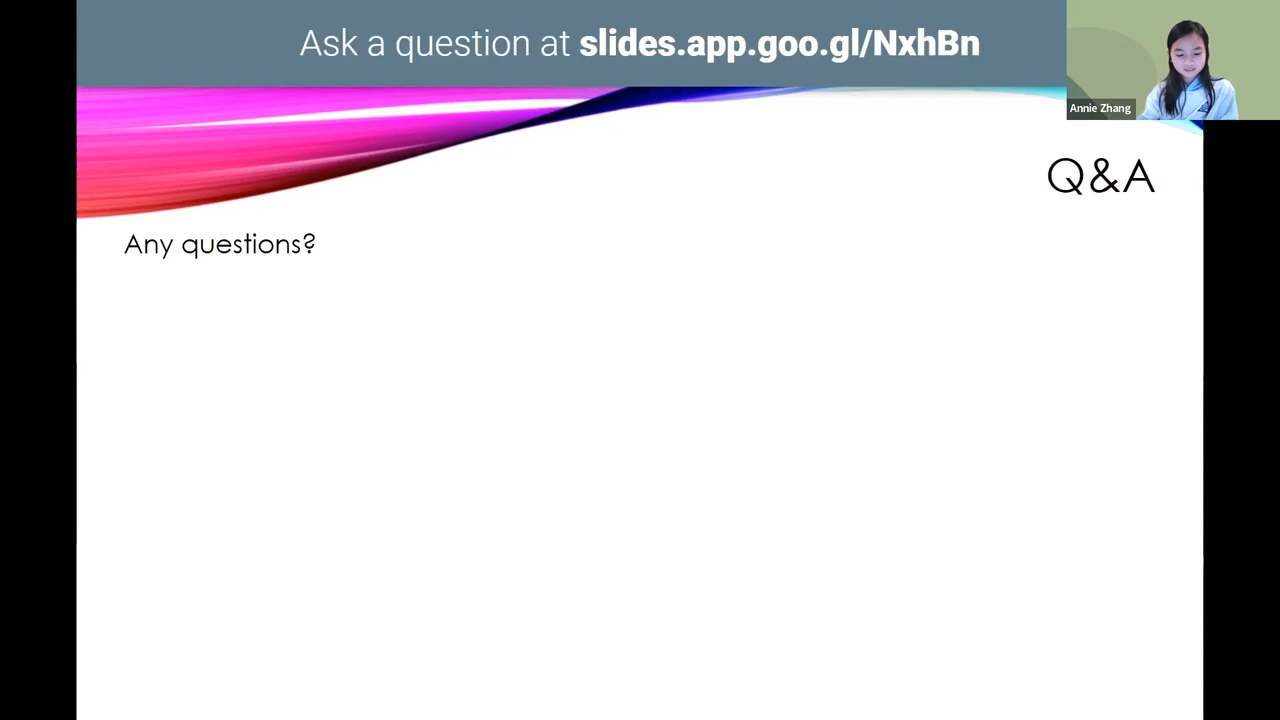 Ask a question at slides.app.goo.gl/NxhBn
Annie Zhang
Q&A
Any questions?